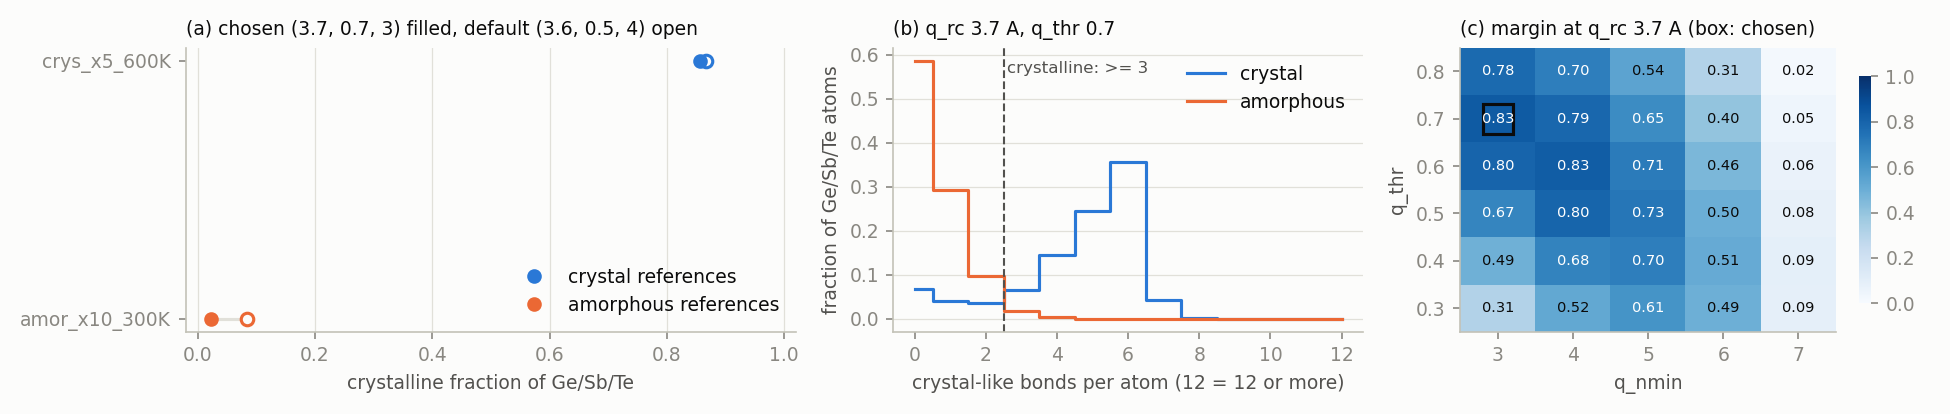 (a) chosen (3.7, 0.7, 3) filled, default (3.6, 0.5, 4) open
crys_x5_600K
amor_x10_300K
crystal references
amorphous references
0.0 0.2 0.4 0.6 0.8 1.0
crystalline fraction of Ge/Sb/Te
(b) q_rc 3.7 A, q_thr 0.7
fraction of Ge/Sb/Te atoms
0.6
0.5
0.4
0.3
0.2
0.1
0.0
crystalline: >= 3
crystal
amorphous
0 2 4 6 8 10 12
crystal-like bonds per atom (12 = 12 or more)
(c) margin at q_rc 3.7 A (box: chosen)
q_thr
0.8 0.78 0.70 0.54 0.31 0.02
0.7 0.83 0.79 0.65 0.40 0.05
0.6 0.80 0.83 0.71 0.46 0.06
0.5 0.67 0.80 0.73 0.50 0.08
0.4 0.49 0.68 0.70 0.51 0.09
0.3 0.31 0.52 0.61 0.49 0.09
3 4 5 6 7
q_nmin
1.0
0.8
0.6
0.4
0.2
0.0